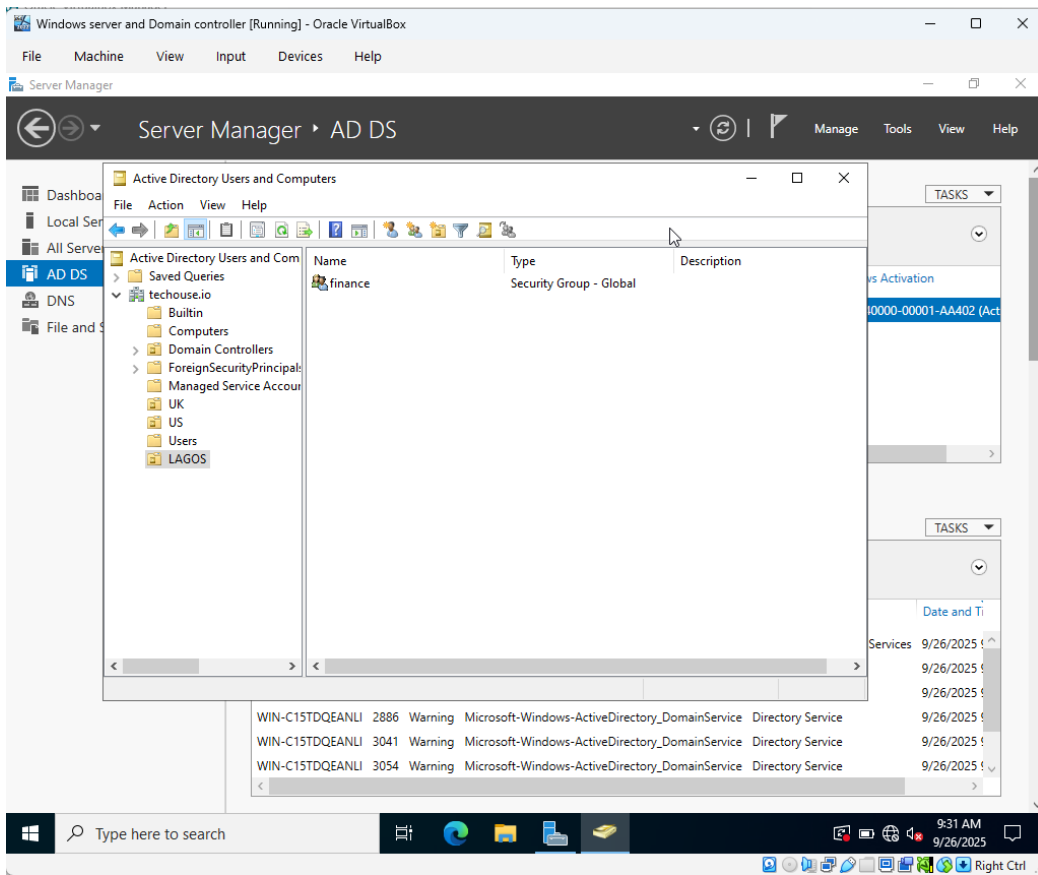 Windows server and Domain controller [Running] - Oracle VirtualBox
File Machine View Input Devices Help
Server Manager
Server Manager AD DS
Manage Tools View Help
Dashboa
Local Ser
All Server
AD DS
DNS
File and S
TASKS
vs Activation
40000-00001-AA402 (Act
Active Directory Users and Computers
File Action View Help
Active Directory Users and Com
Saved Queries
techouse.io
Builtin
Computers
Domain Controllers
ForeignSecurityPrincipals
Managed Service Accour
UK
US
Users
LAGOS
Name Type Description
finance Security Group - Global
TASKS
Date and Ti
Services 9/26/2025 9
9/26/2025 9
9/26/2025 9
WIN-C15TDQEANLI 2886 Warning Microsoft-Windows-ActiveDirectory_DomainService Directory Service 9/26/2025 9
WIN-C15TDQEANLI 3041 Warning Microsoft-Windows-ActiveDirectory_DomainService Directory Service 9/26/2025 9
WIN-C15TDQEANLI 3054 Warning Microsoft-Windows-ActiveDirectory_DomainService Directory Service 9/26/2025 9
Type here to search
9:31 AM
9/26/2025
Right Ctrl